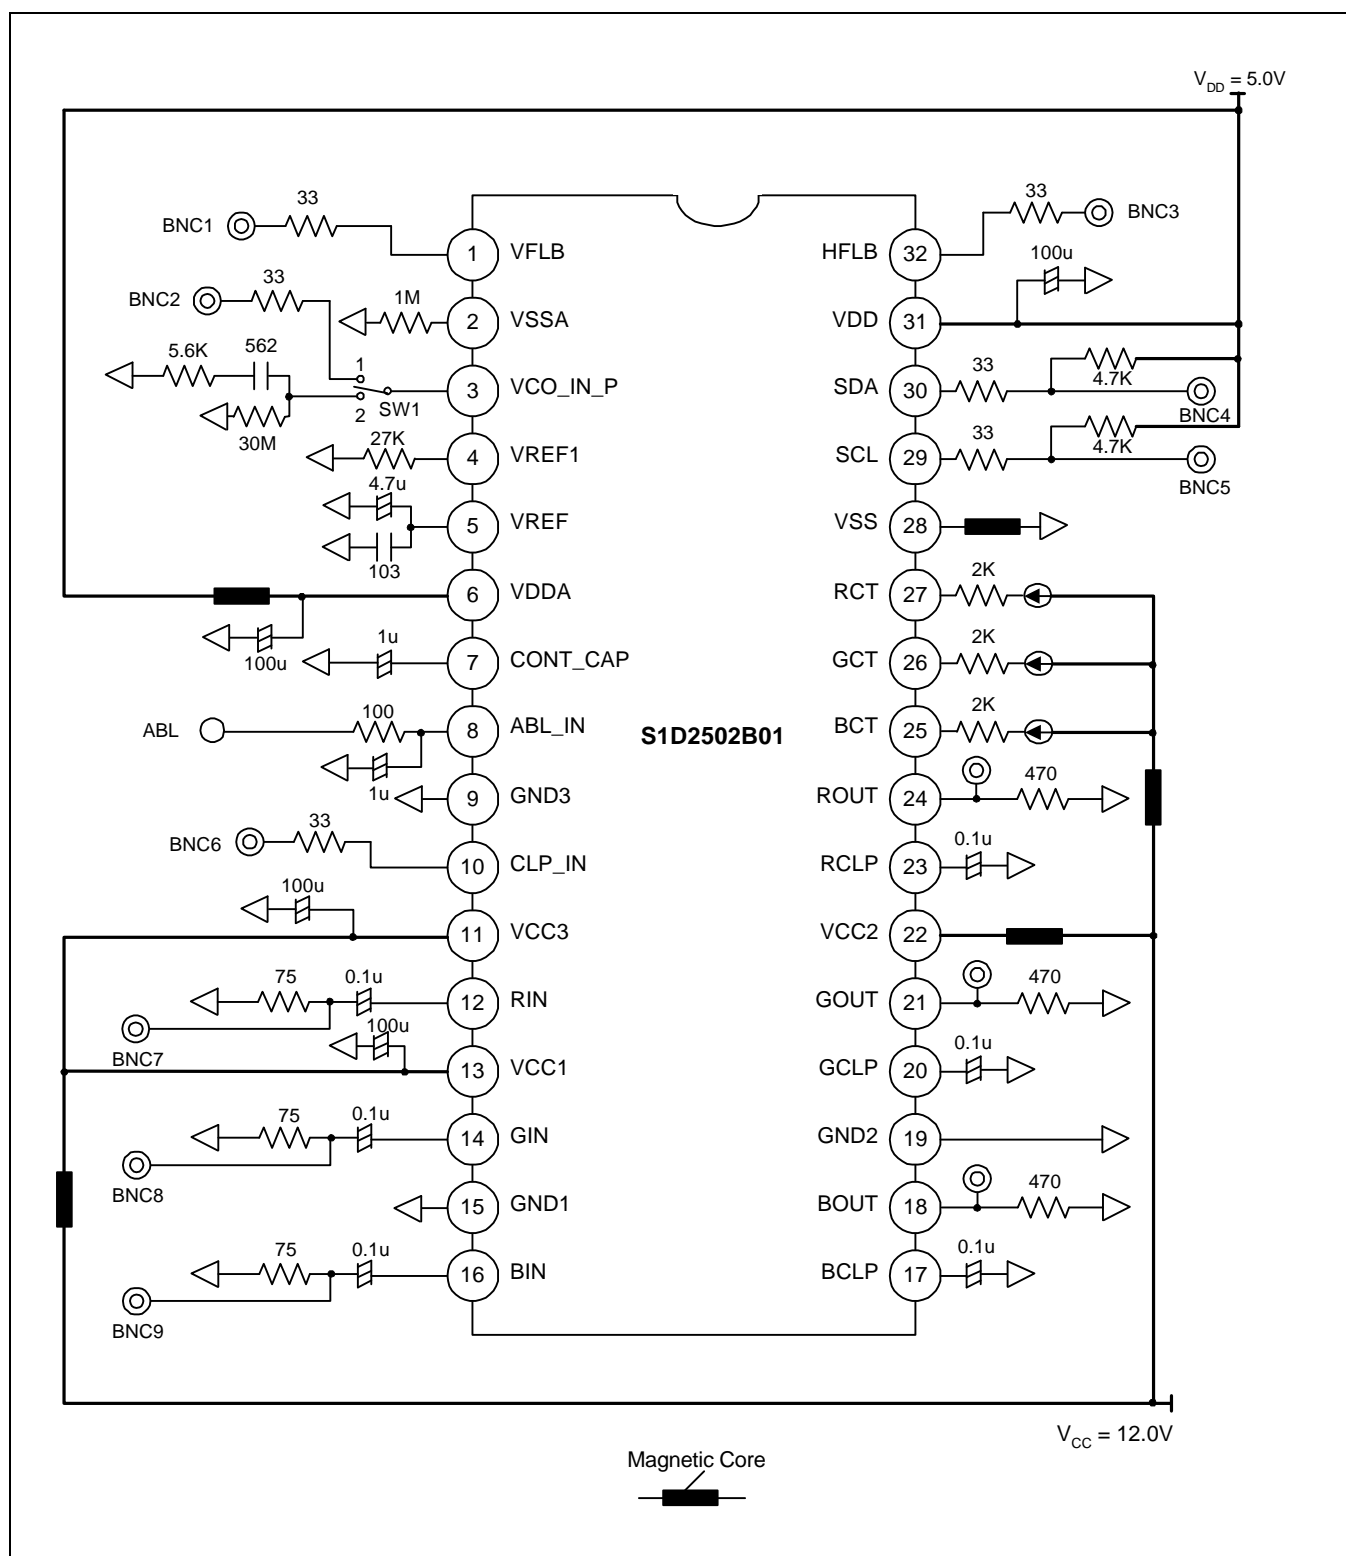 V_DD = 5.0V
33
BNC1
1
VFLB
HFLB
32
33
BNC3
BNC2
33
1M
2
VSSA
VDD
31
100u
5.6K
562
30M
1
2
SW1
3
VCO_IN_P
SDA
30
33
4.7K
BNC4
27K
4
VREF1
SCL
29
33
4.7K
BNC5
4.7u
103
5
VREF
VSS
28
100u
6
VDDA
RCT
27
2K
1u
7
CONT_CAP
GCT
26
2K
ABL
100
1u
8
ABL_IN
S1D2502B01
BCT
25
2K
9
GND3
ROUT
24
470
BNC6
33
10
CLP_IN
RCLP
23
0.1u
100u
11
VCC3
VCC2
22
75
0.1u
BNC7
12
RIN
GOUT
21
470
100u
13
VCC1
GCLP
20
0.1u
75
0.1u
BNC8
14
GIN
GND2
19
15
GND1
BOUT
18
470
75
0.1u
BNC9
16
BIN
BCLP
17
0.1u
V_CC = 12.0V
Magnetic Core